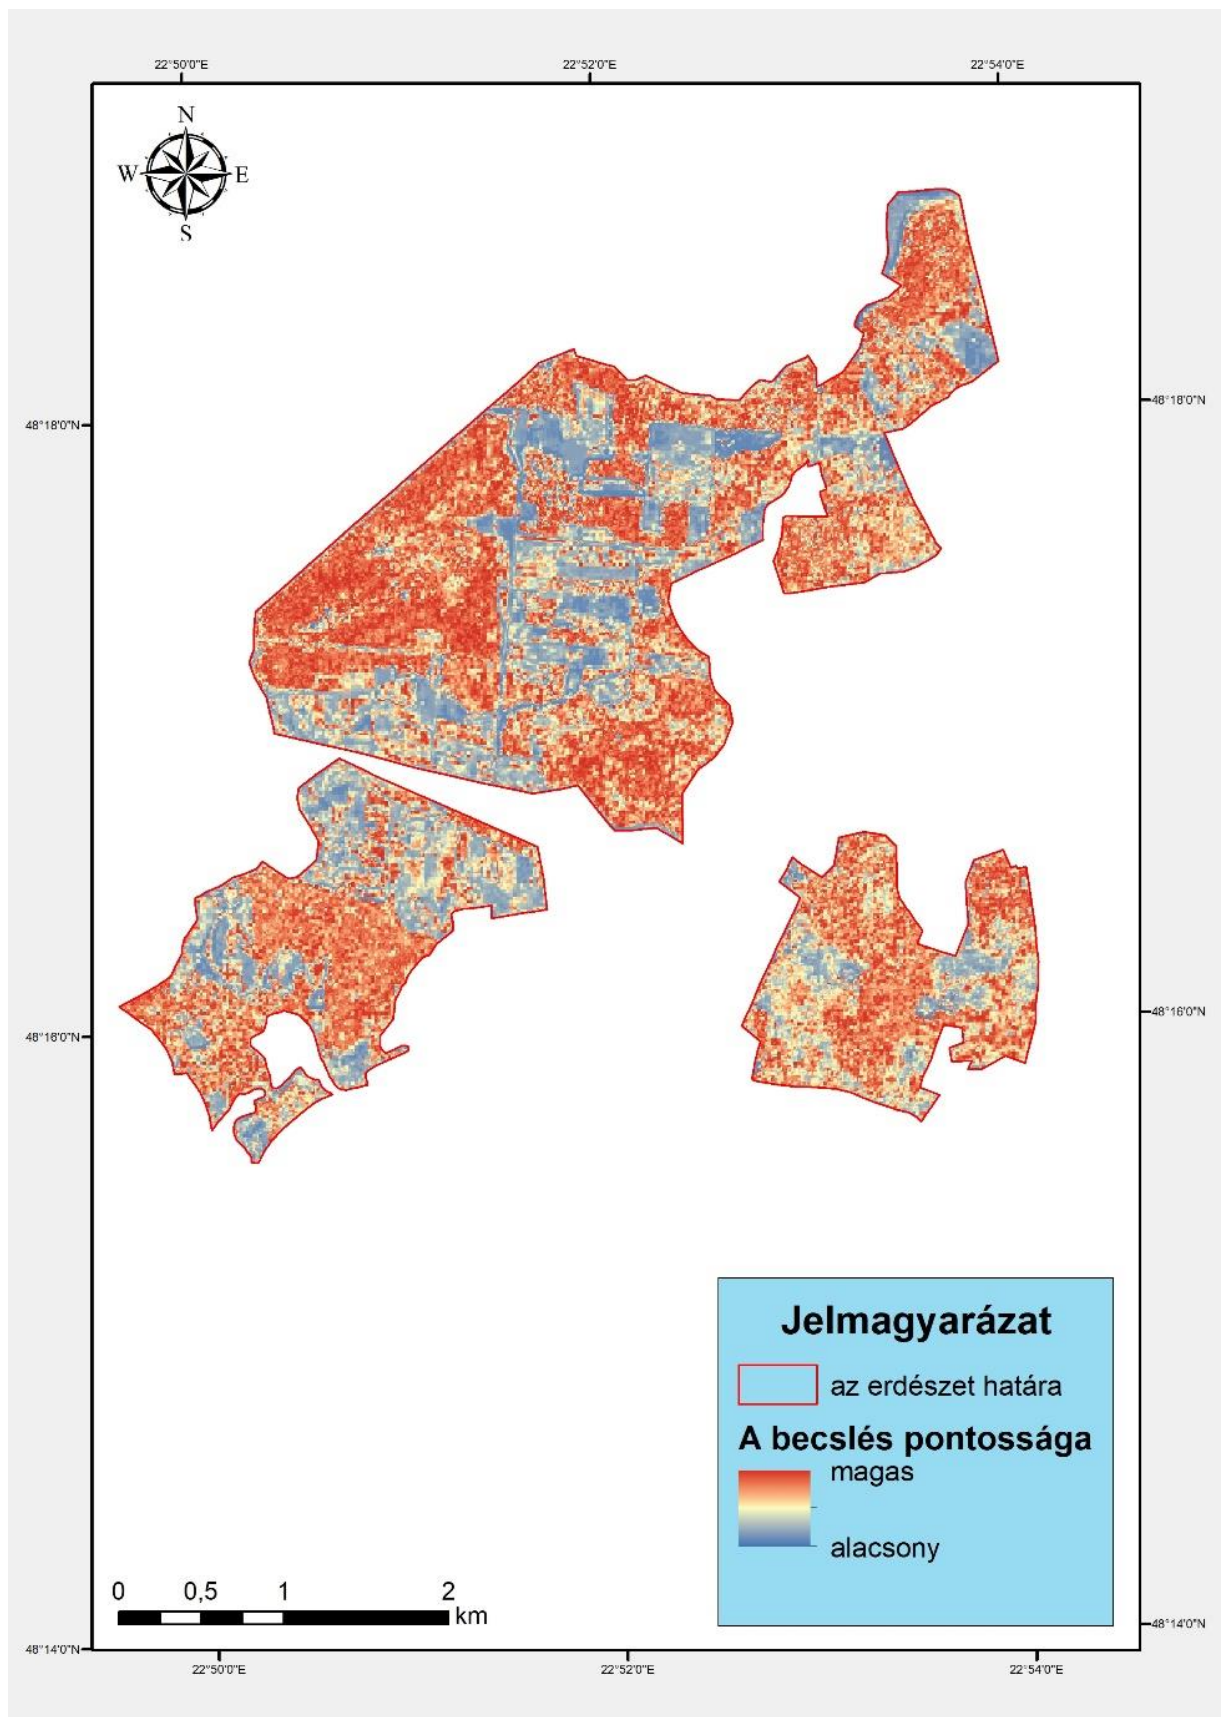 22°50'0"E 22°52'0"E 22°54'0"E
N
W E
S
48°18'0"N 48°18'0"N
48°16'0"N 48°16'0"N
Jelmagyarázat
az erdészet határa
A becslés pontossága
magas
alacsony
0 0,5 1 2
km
48°14'0"N 48°14'0"N
22°50'0"E 22°52'0"E 22°54'0"E